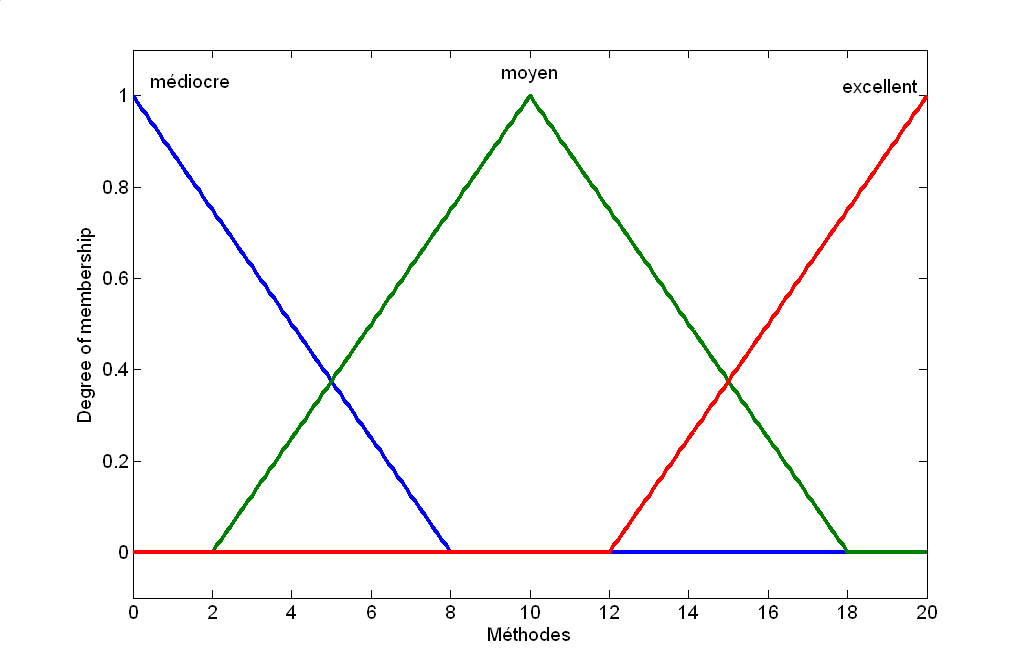 médiocre
moyen
excellent
1
0.8
0.6
0.4
0.2
0
Degree of membership
0 2 4 6 8 10 12 14 16 18 20
Méthodes